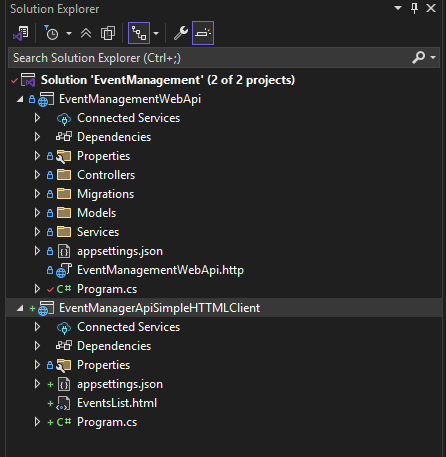 Solution Explorer
Search Solution Explorer (Ctrl+;)
Solution 'EventManagement' (2 of 2 projects)
EventManagementWebApi
Connected Services
Dependencies
Properties
Controllers
Migrations
Models
Services
appsettings.json
EventManagementWebApi.http
C# Program.cs
EventManagerApiSimpleHTTMLClient
Connected Services
Dependencies
Properties
appsettings.json
EventsList.html
C# Program.cs